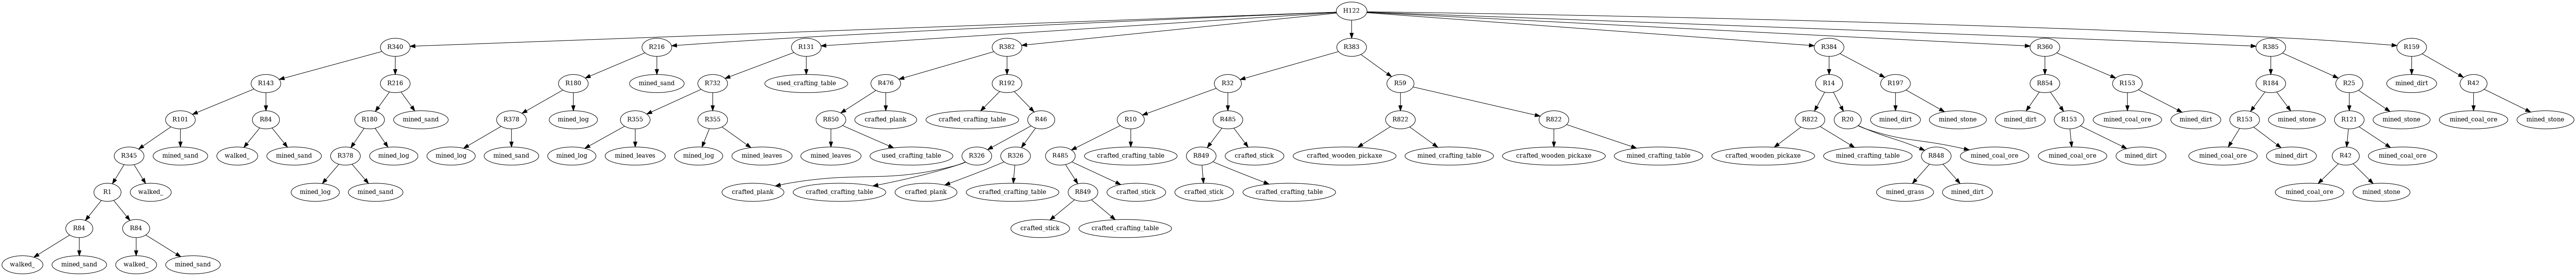 H122
R340 R216 R131 R382 R383 R384 R360 R385 R159
R143 R216 R180 mined_sand R732 used_crafting_table R476 R192 R32 R59 R14 R197 R854 R153 R184 R25 mined_dirt R42
R101 R84 R180 mined_sand R378 mined_log R355 R355 R850 crafted_plank crafted_crafting_table R46 R10 R485 R822 R822 R822 R20 mined_dirt mined_stone mined_dirt R153 mined_coal_ore mined_dirt R153 mined_stone R121 mined_stone mined_coal_ore mined_stone
R345 mined_sand walked_ mined_sand R378 mined_log mined_log mined_sand mined_log mined_leaves mined_log mined_leaves mined_leaves used_crafting_table R326 R326 R485 crafted_crafting_table R849 crafted_stick crafted_wooden_pickaxe mined_crafting_table crafted_wooden_pickaxe mined_crafting_table crafted_wooden_pickaxe mined_crafting_table R848 mined_coal_ore mined_coal_ore mined_dirt mined_coal_ore mined_dirt R42 mined_coal_ore
R1 walked_ mined_log mined_sand crafted_plank crafted_crafting_table crafted_plank crafted_crafting_table R849 crafted_stick crafted_stick crafted_crafting_table mined_grass mined_dirt mined_coal_ore mined_stone
R84 R84 crafted_stick crafted_crafting_table
walked_ mined_sand walked_ mined_sand